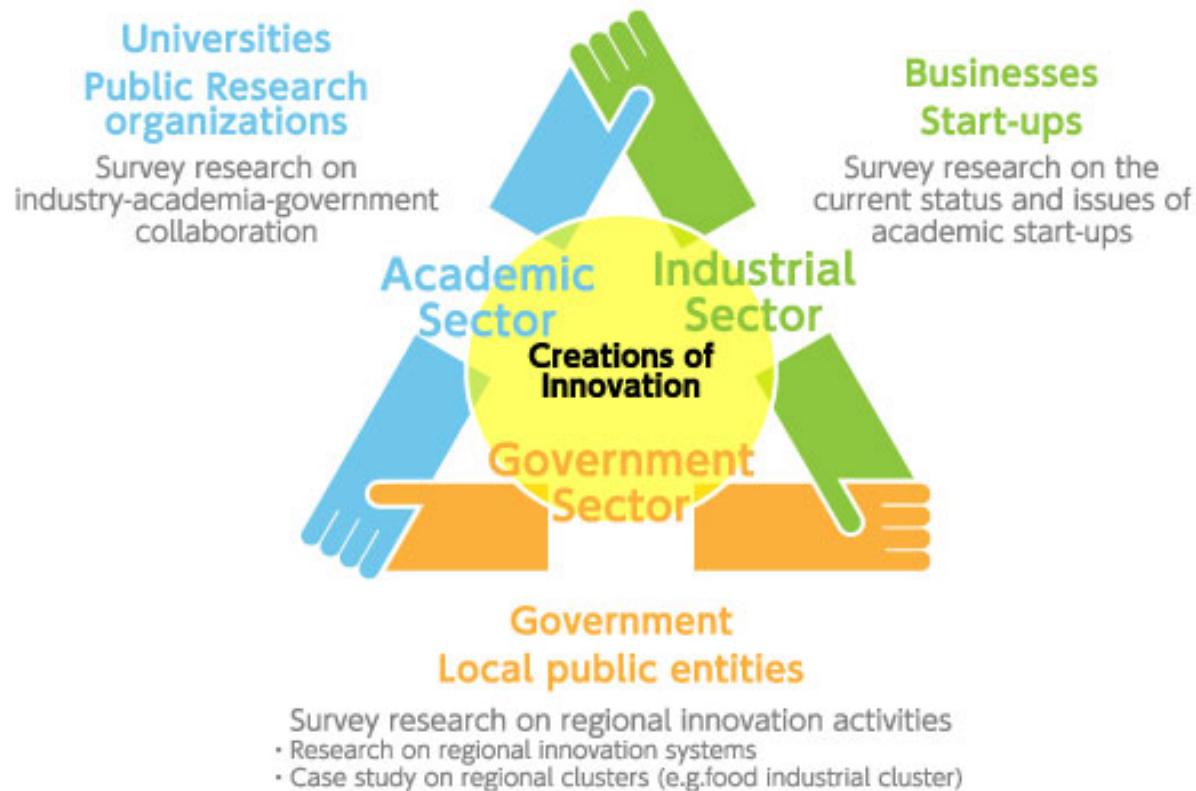 Universities
Public Research
organizations
Survey research on
industry-academia-government
collaboration
Businesses
Start-ups
Survey research on the
current status and issues of
academic start-ups
Academic
Sector
Industrial
Sector
Creations of
Innovation
Government
Sector
Government
Local public entities
Survey research on regional innovation activities
・Research on regional innovation systems
・Case study on regional clusters (e.g.food industrial cluster)